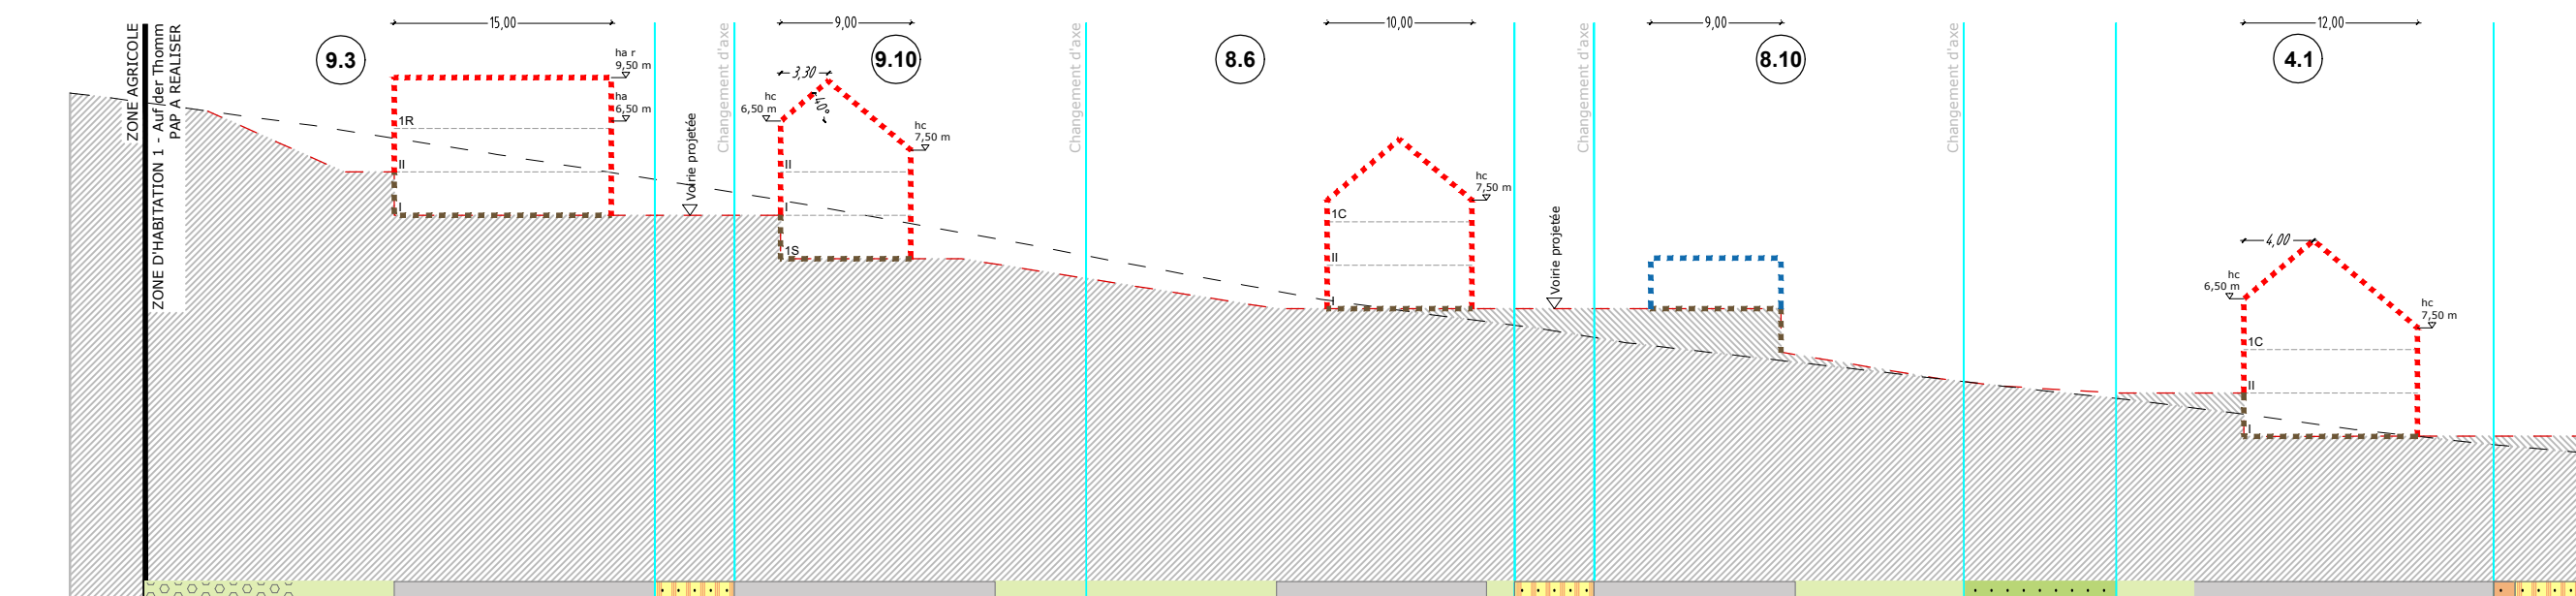 ZONE AGRICOLE
ZONE D'HABITATION 1 - Auf der Thomm
PAP A REALISER
9.3
15,00
ha r
9,50 m
ha
6,50 m
1R
II
I
Voirie projetée
Changement d'axe
9,00
9.10
3,30
40°
hc
6,50 m
hc
7,50 m
II
I
1S
Changement d'axe
8.6
10,00
hc
7,50 m
1C
II
I
Voirie projetée
Changement d'axe
9,00
8.10
Changement d'axe
4.1
12,00
4,00
hc
6,50 m
hc
7,50 m
1C
II
I